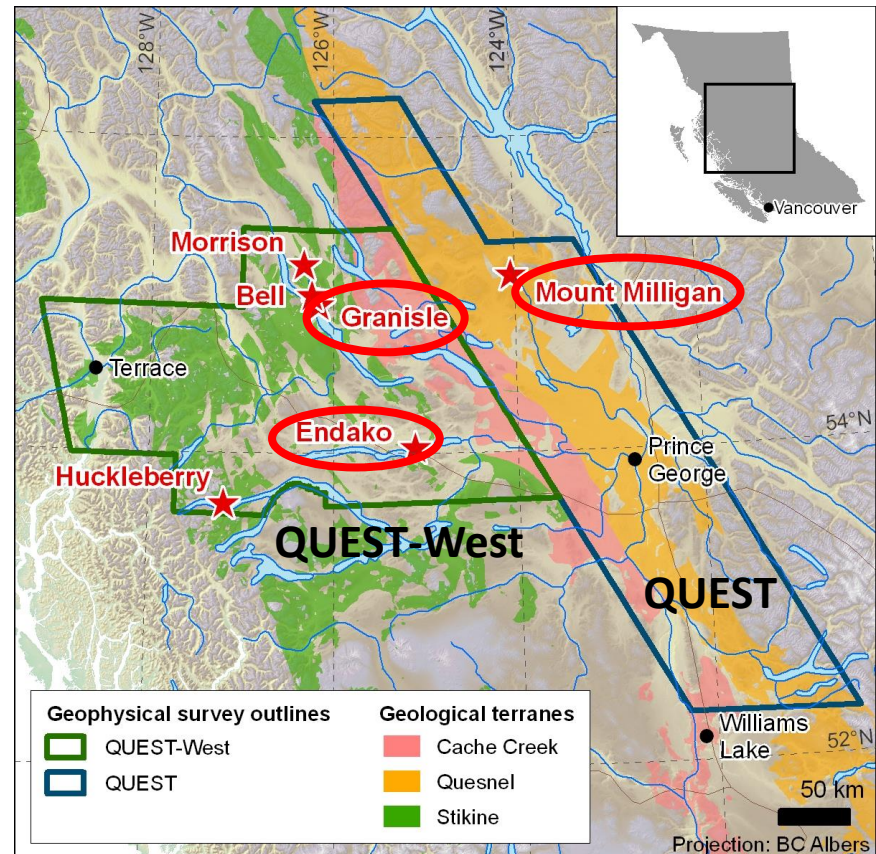 128°W
126°W
124°W
Vancouver
Morrison
Bell
Granisle
Mount Milligan
Terrace
54°N
Endako
Prince
George
Huckleberry
QUEST-West
QUEST
Geophysical survey outlines
QUEST-West
QUEST
Geological terranes
Cache Creek
Quesnel
Stikine
Williams
Lake
52°N
50 km
Projection: BC Albers